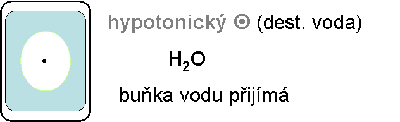 hypotonický ⊙ (dest. voda)
H₂O
buňka vodu přijímá